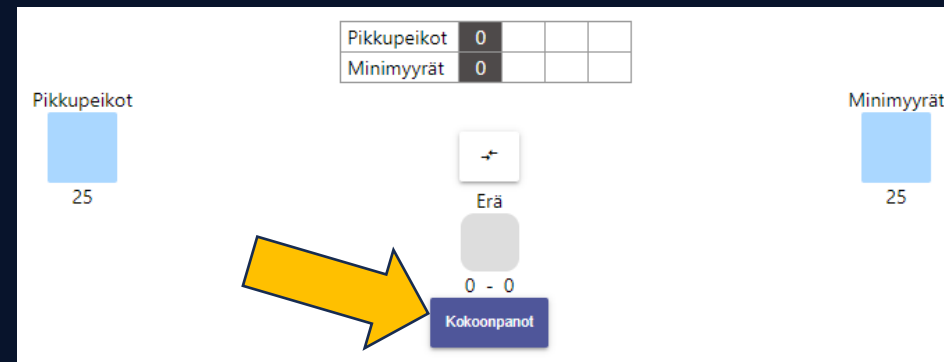 Pikkupeikot 0
Minimyyrät 0
Pikkupeikot
Minimyyrät
25
Erä
25
0 - 0
Kokoonpanot